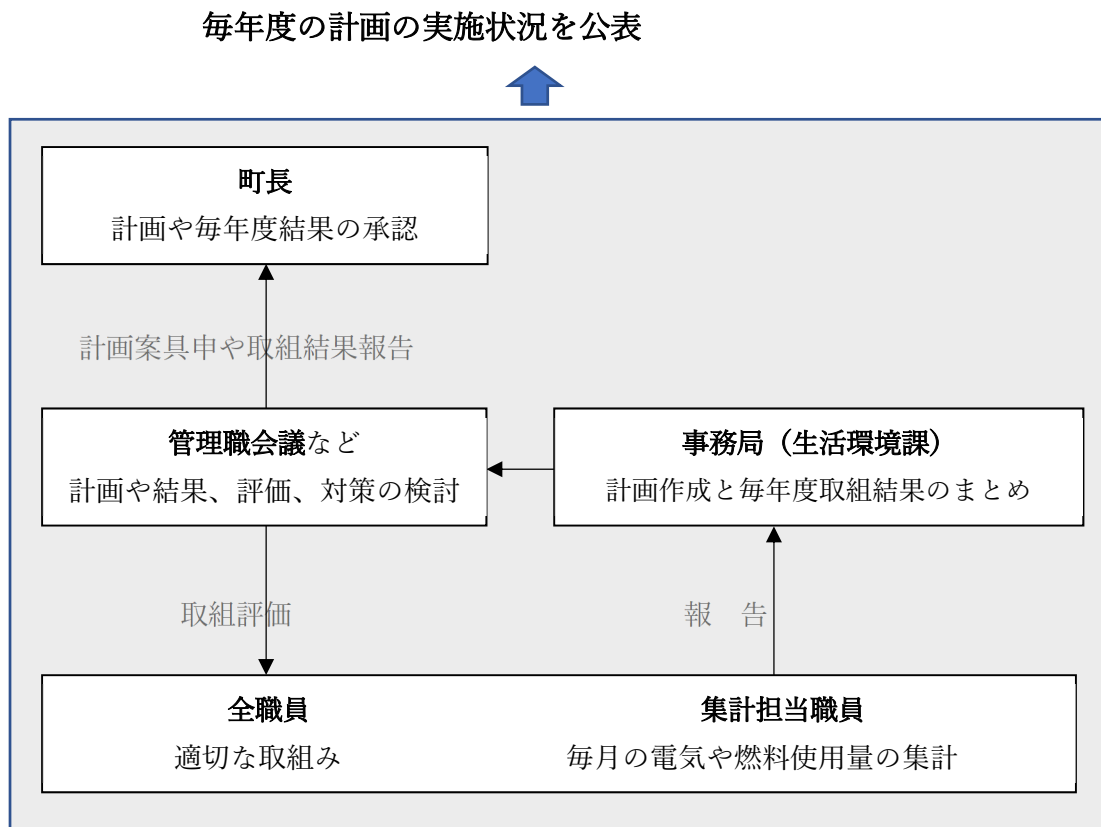 毎年度の計画の実施状況を公表
町長
計画や毎年度結果の承認
計画案具申や取組結果報告
管理職会議など
計画や結果、評価、対策の検討
事務局（生活環境課）
計画作成と毎年度取組結果のまとめ
取組評価
報　告
全職員
適切な取組み
集計担当職員
毎月の電気や燃料使用量の集計